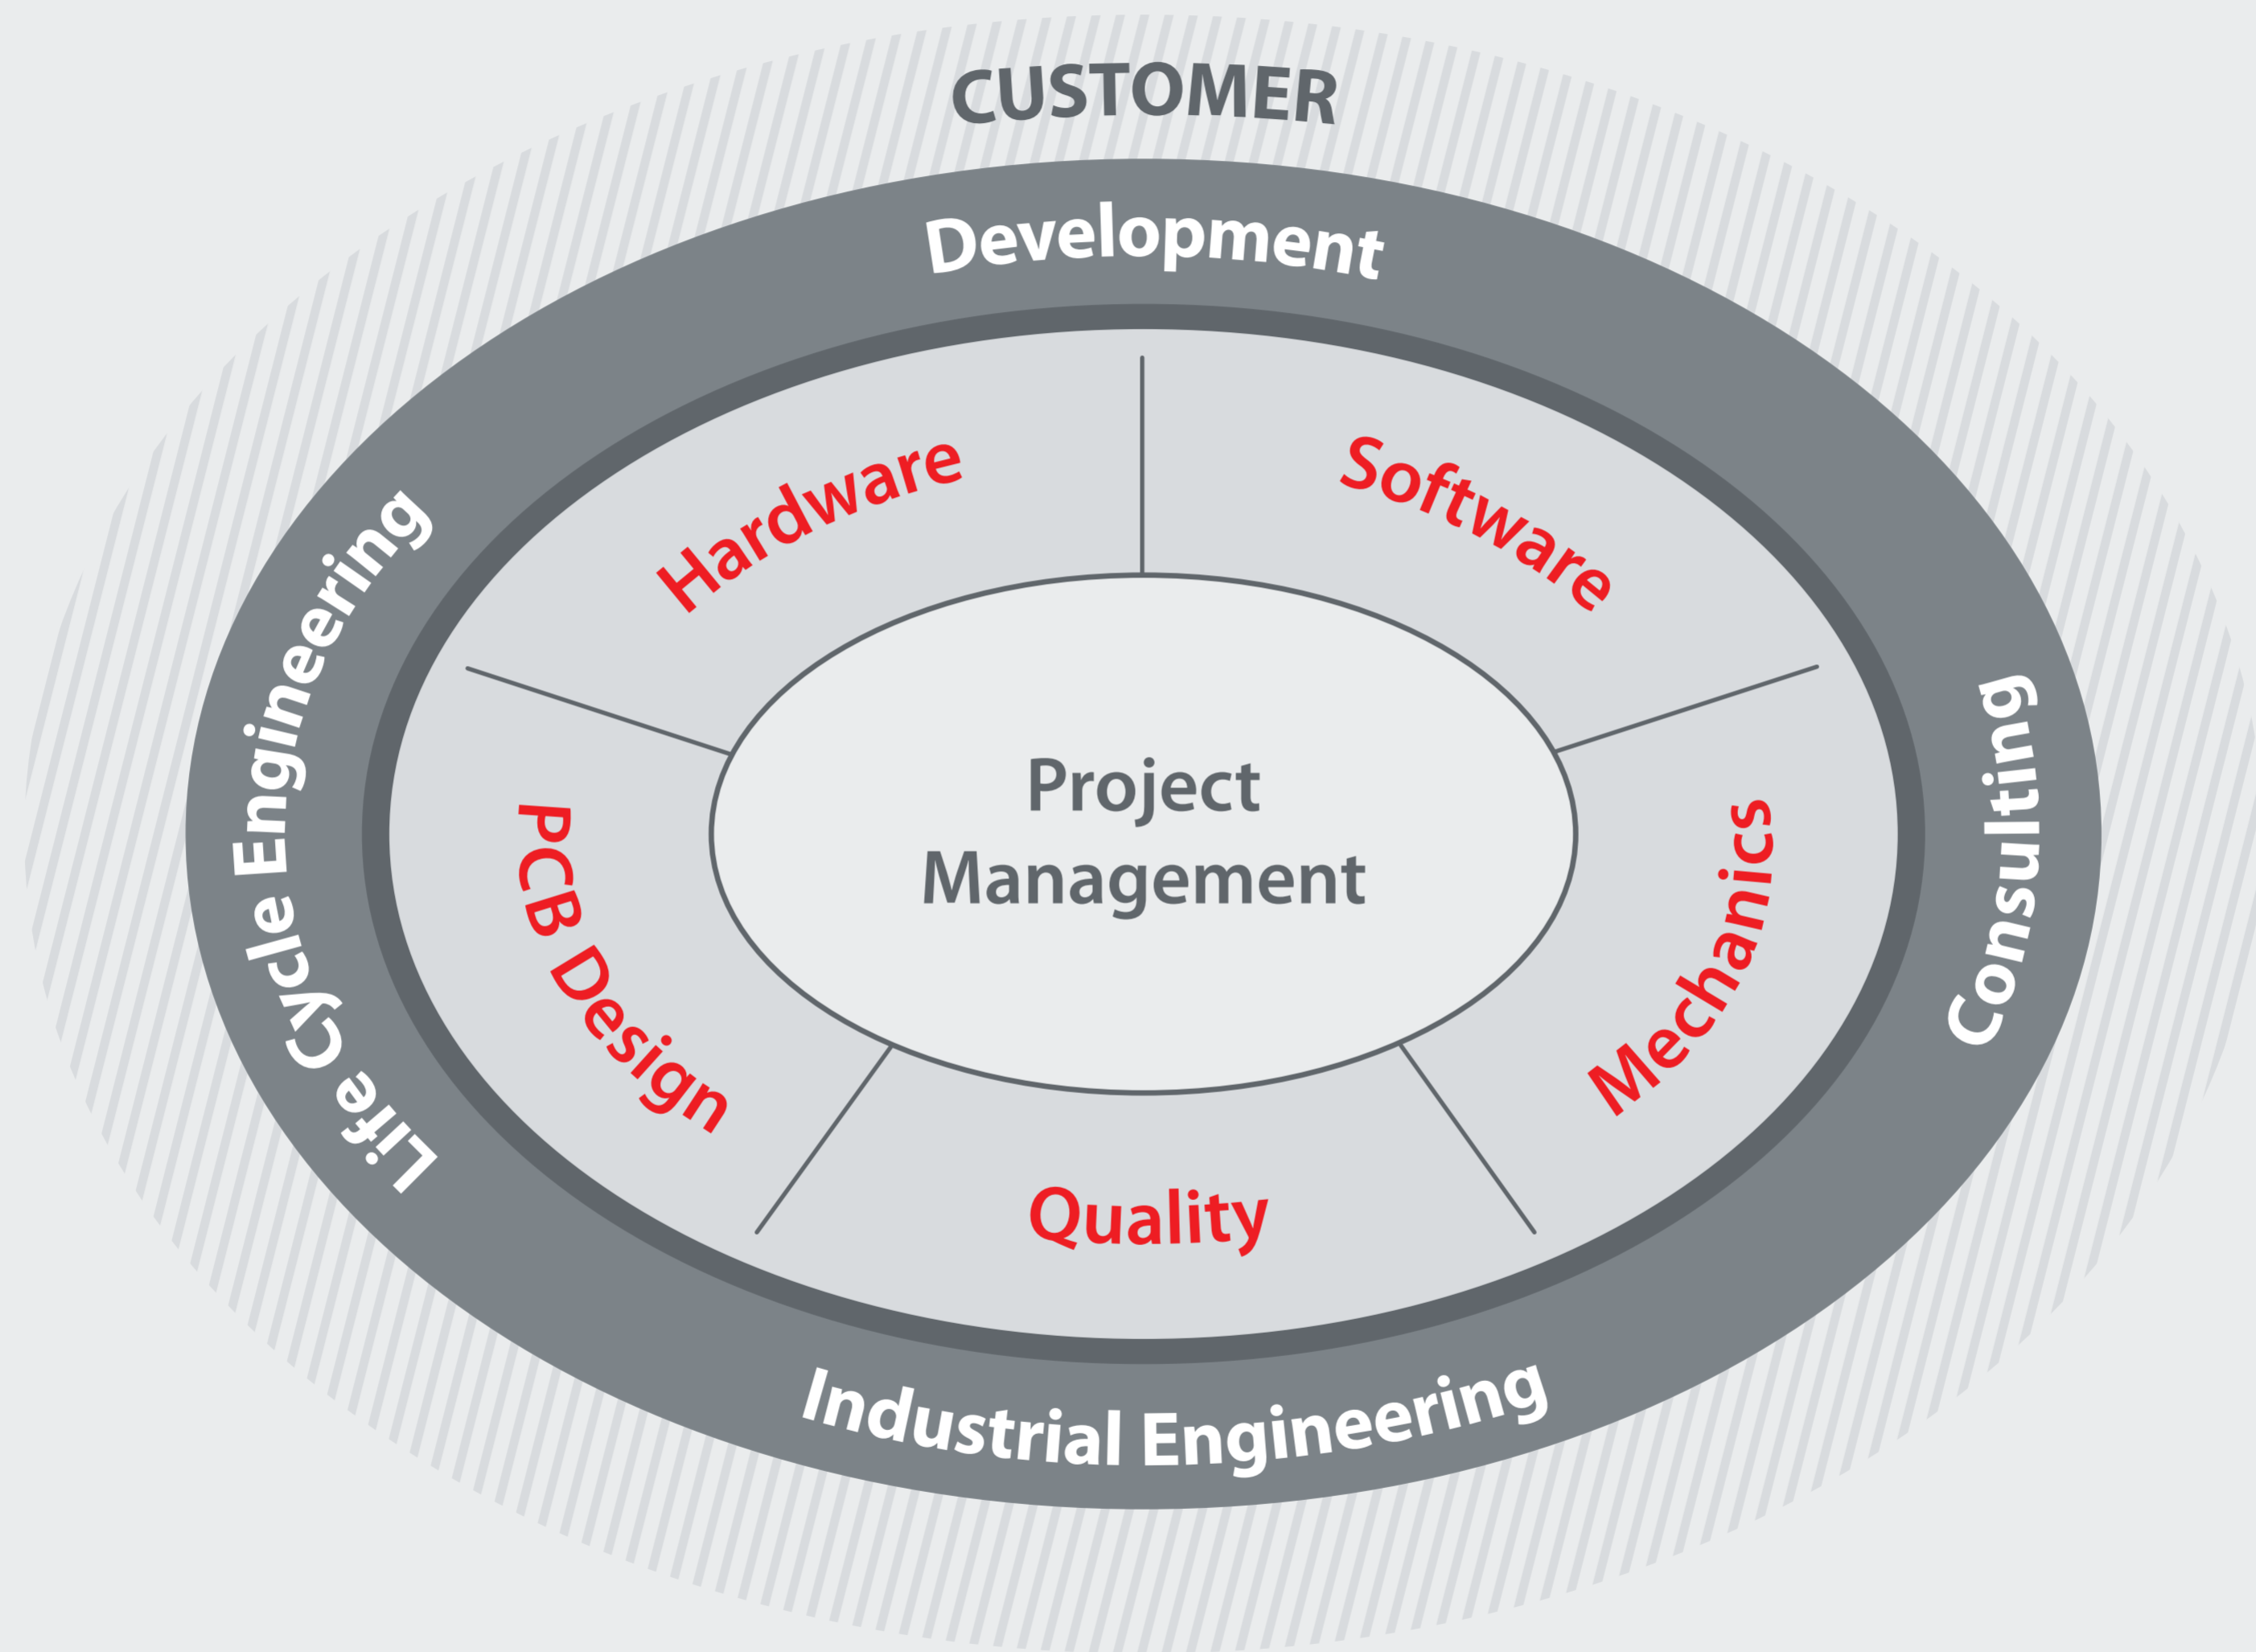 CUSTOMER
Development
Hardware
Software
Life Cycle Engineering
Project
Management
Consulting
PCB Design
Mechanics
Quality
Industrial Engineering